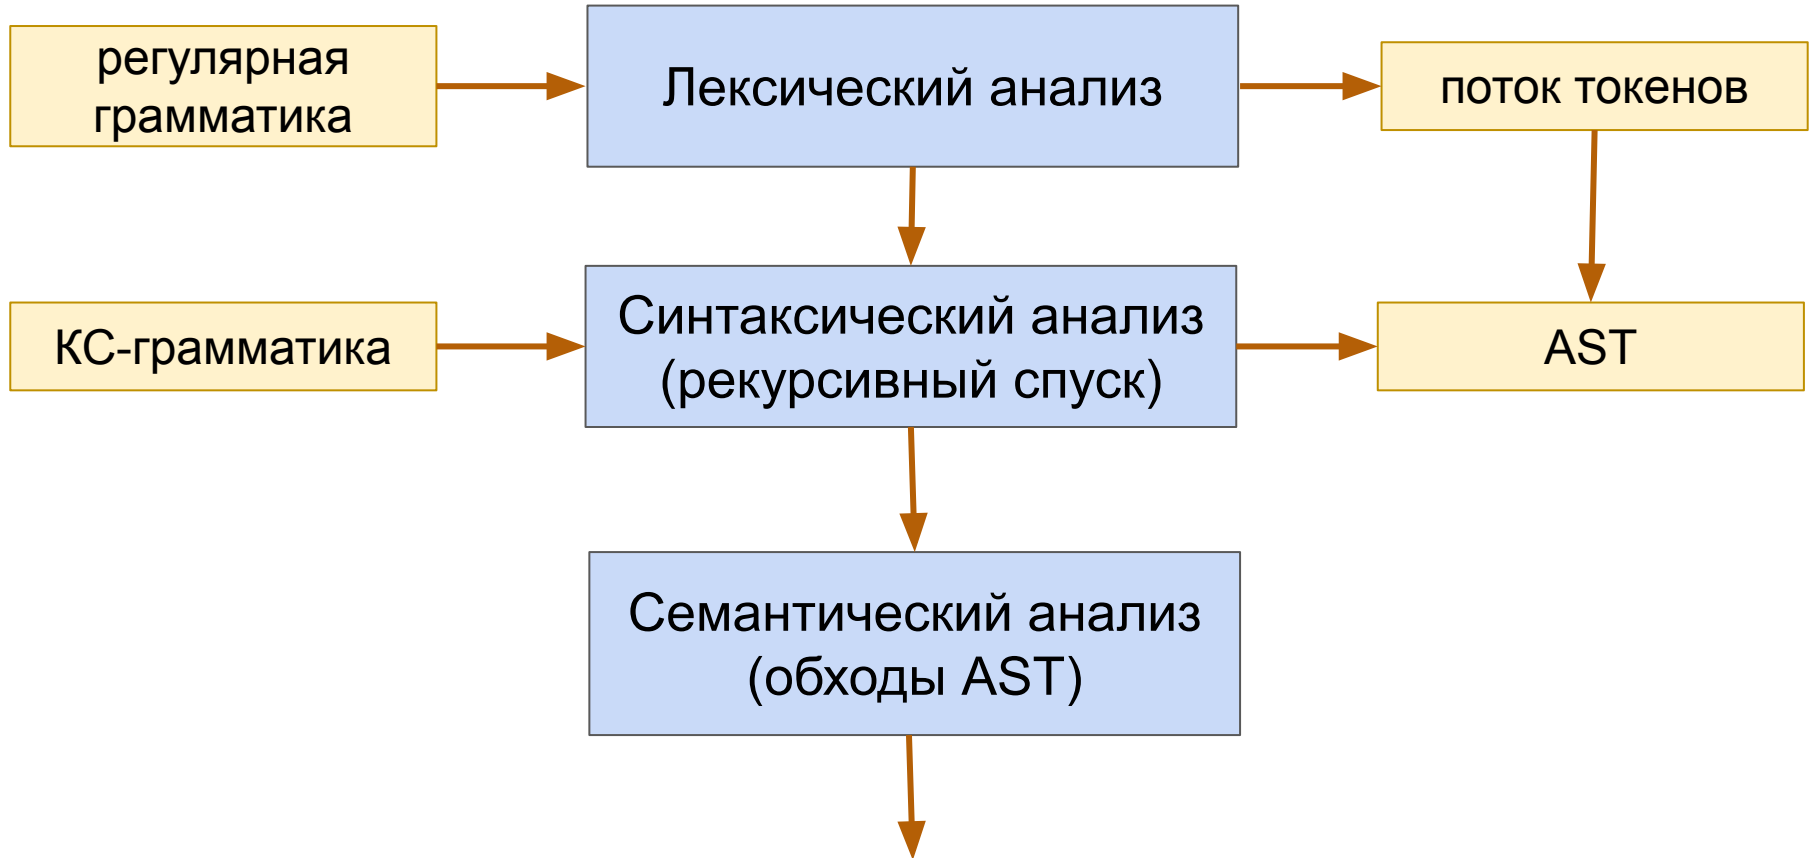 регулярная
грамматика
Лексический анализ
поток токенов
КС-грамматика
Синтаксический анализ
(рекурсивный спуск)
AST
Семантический анализ
(обходы AST)